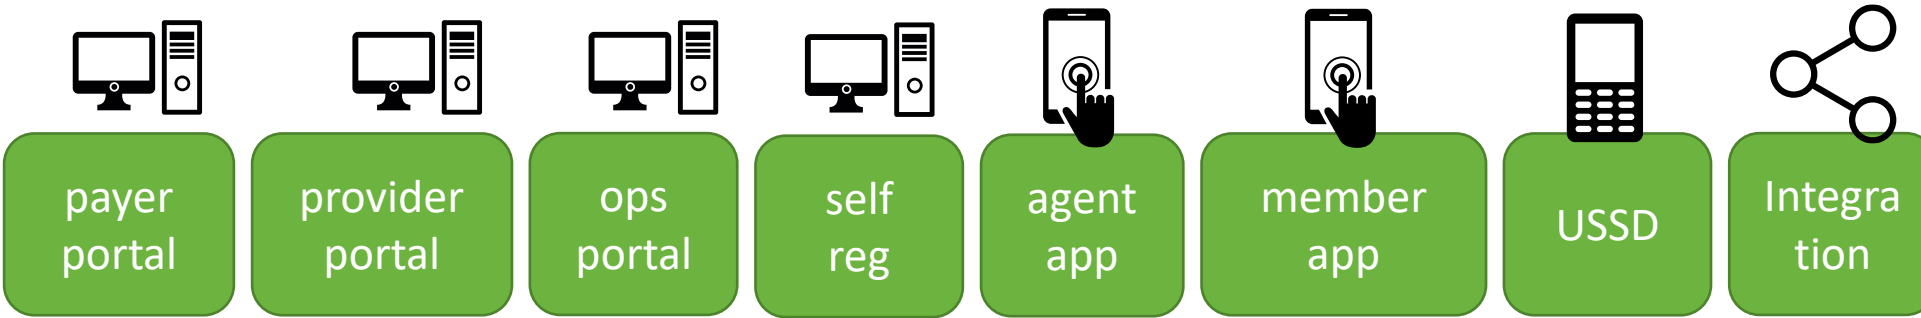 payer
portal
provider
portal
ops
portal
self
reg
agent
app
member
app
USSD
Integra
tion